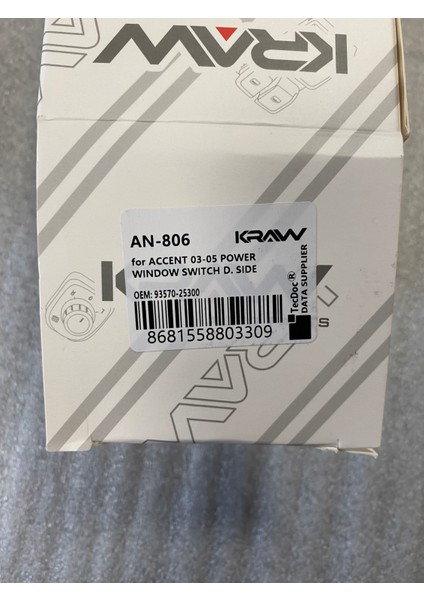 KRAW
AN-806
KRAW
for ACCENT 03-05 POWER
WINDOW SWITCH D. SIDE
OEM: 93570-25300
8681558803309
TecDoc®
DATA SUPPLIER